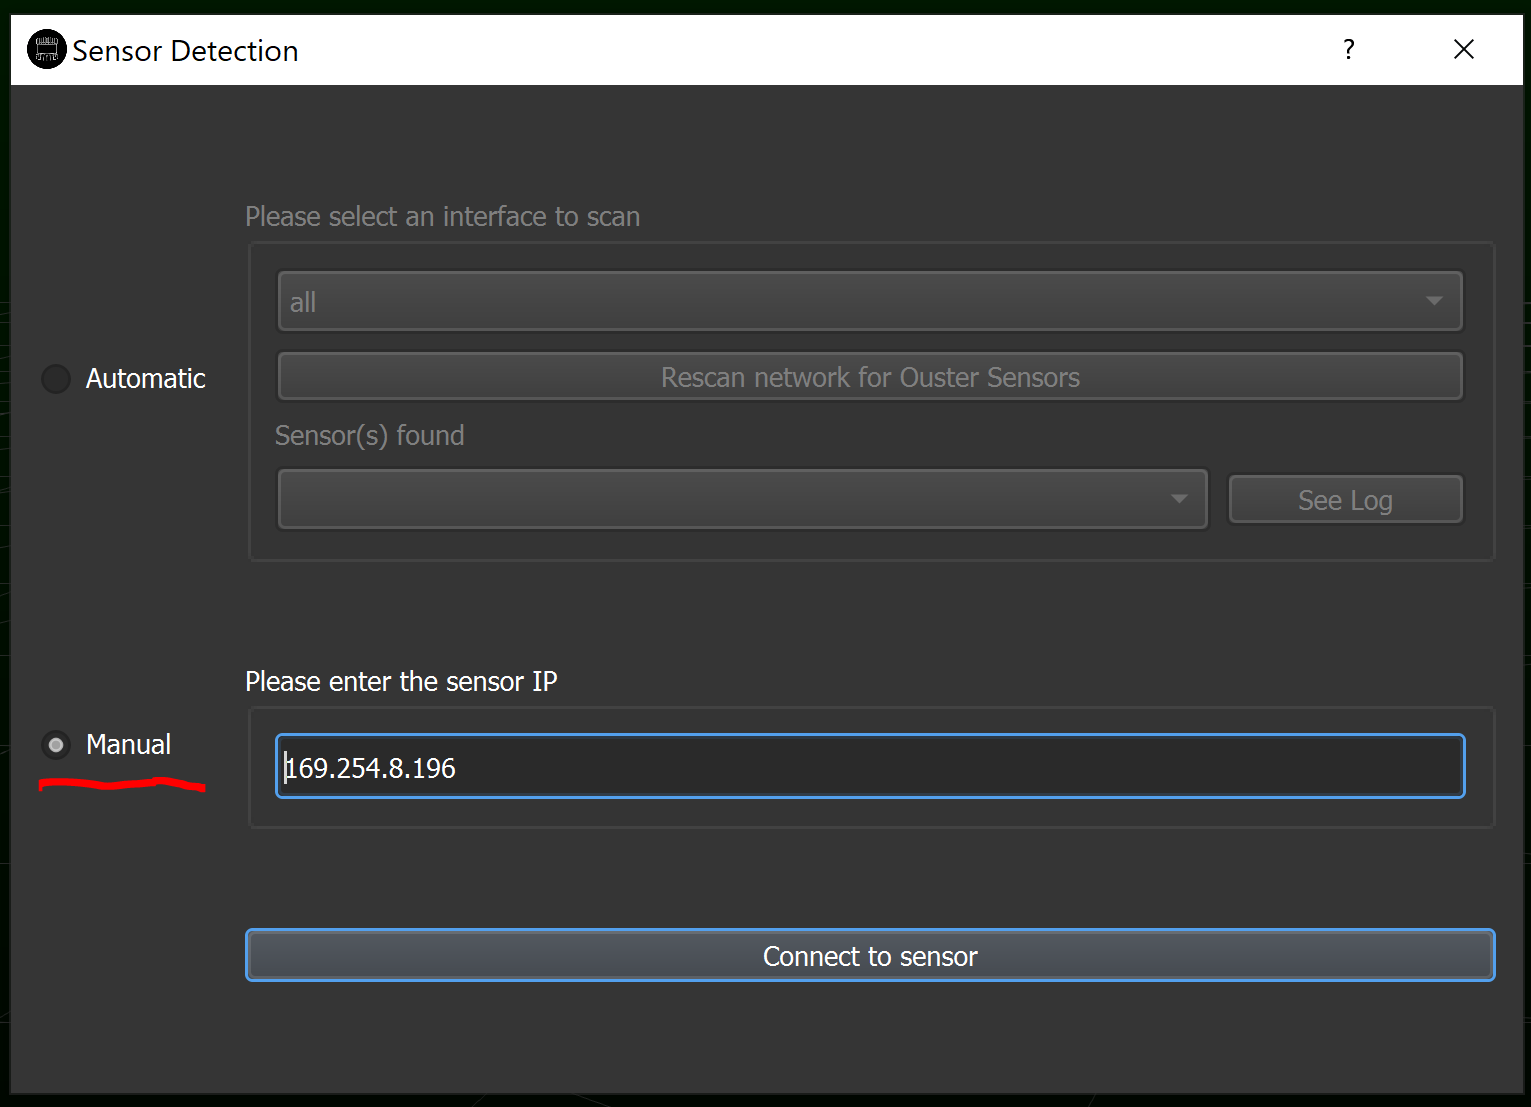 Sensor Detection
?
Please select an interface to scan
all
Automatic
Rescan network for Ouster Sensors
Sensor(s) found
See Log
Please enter the sensor IP
Manual
169.254.8.196
Connect to sensor